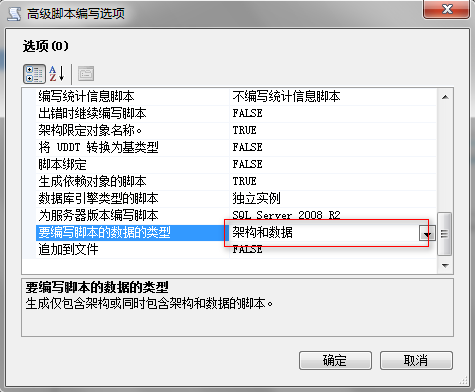 高级脚本编写选项
选项(O)
编写统计信息脚本 不编写统计信息脚本
出错时继续编写脚本 FALSE
架构限定对象名称。 TRUE
将 UDDT 转换为基类型 FALSE
脚本绑定 FALSE
生成依赖对象的脚本 TRUE
数据库引擎类型的脚本 独立实例
为服务器版本编写脚本 SQL Server 2008 R2
要编写脚本的数据的类型 架构和数据
追加到文件 FALSE
要编写脚本的数据的类型
生成仅包含架构或同时包含架构和数据的脚本。
确定 取消